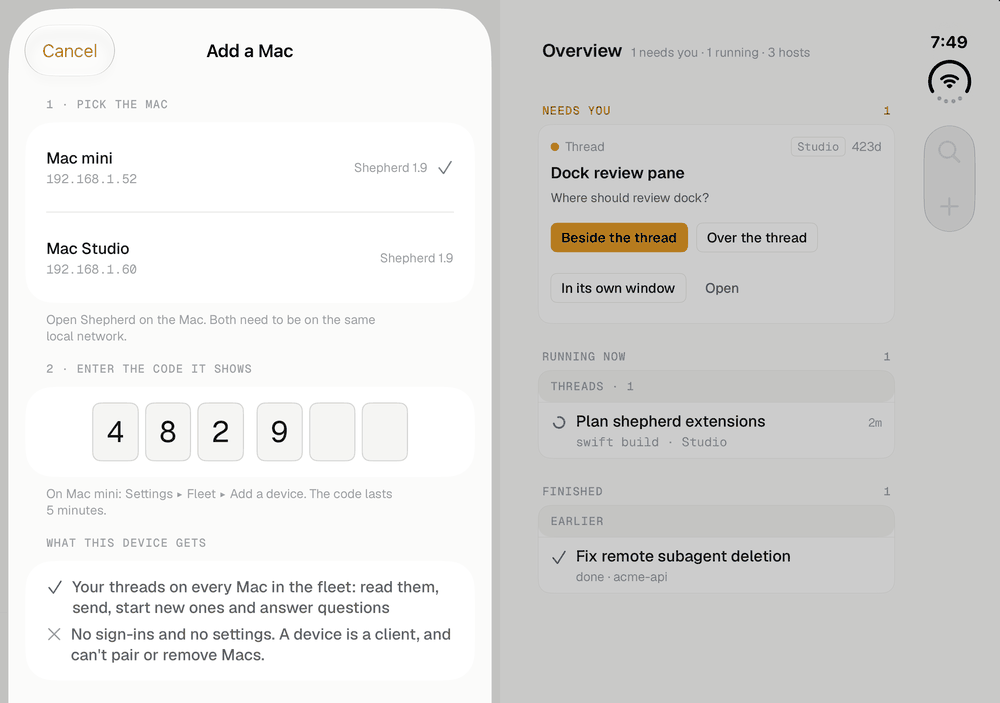 Cancel
Add a Mac
1 · PICK THE MAC
Mac mini
192.168.1.52
Shepherd 1.9
Mac Studio
192.168.1.60
Shepherd 1.9
Open Shepherd on the Mac. Both need to be on the same
local network.
2 · ENTER THE CODE IT SHOWS
4 8 2 9
On Mac mini: Settings ▸ Fleet ▸ Add a device. The code lasts
5 minutes.
WHAT THIS DEVICE GETS
Your threads on every Mac in the fleet: read them,
send, start new ones and answer questions
No sign-ins and no settings. A device is a client, and
can't pair or remove Macs.
Overview 1 needs you · 1 running · 3 hosts
7:49
NEEDS YOU 1
Thread Studio 423d
Dock review pane
Where should review dock?
Beside the thread Over the thread
In its own window Open
RUNNING NOW 1
THREADS · 1
Plan shepherd extensions 2m
swift build · Studio
FINISHED 1
EARLIER
Fix remote subagent deletion
done · acme-api